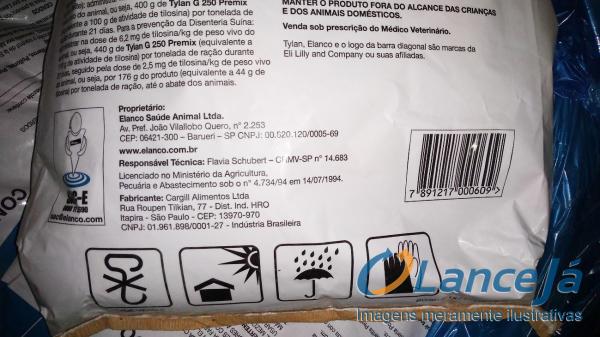 animal, ou seja, 400 g de Tylan G 250 Premix
(equivalente a 100 g de atividade de tilosina) por tonelada de
durante 21 dias. Para a prevenção da Disenteria Suína:
administrar na dose de 6,2 mg de tilosina/kg de peso vivo
ou seja, 440 g de Tylan G 250 Premix (equivalente a
g de atividade de tilosina) por tonelada de ração durante
seguido pela dose de 2,5 mg de tilosina/kg de peso vivo
animal, ou seja, por 176 g do produto (equivalente a 44 g de
de tilosina) por tonelada de ração, até o abate dos animais.
MANTER O PRODUTO FORA DO ALCANCE DAS CRIANÇAS
E DOS ANIMAIS DOMÉSTICOS.
Venda sob prescrição do Médico Veterinário.
Tylan, Elanco e o logo da barra diagonal são marcas da
Eli Lilly and Company ou suas afiliadas.
Proprietário:
Elanco Saúde Animal Ltda.
Av. Pref. João Vilallobo Quero, n° 2.253
CEP: 06421-300 – Barueri – SP CNPJ: 00.520.120/0005-69
www.elanco.com.br
Responsável Técnica: Flavia Schubert – CRMV-SP n° 14.683
Licenciado no Ministério da Agricultura,
Pecuária e Abastecimento sob o n° 4.734/94 em 14/07/1994.
Fabricante: Cargill Alimentos Ltda
Rua Roupen Tilkian, 77 - Dist. Ind. HRO
Itapira - São Paulo - CEP: 13970-970
CNPJ: 01.961.898/0001-27 - Indústria Brasileira
sac@elanco.com
7 891217 000609
LanceJá
Imagens meramente ilustrativas